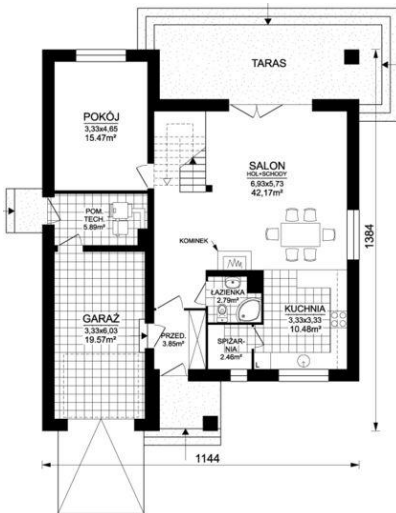 TARAS
POKÓJ
3,33x4,65
15.47m²
SALON
HOL+SCHODY
6,93x5,73
42,17m²
POM.
TECH
5.89m²
KOMINEK
1384
ŁAZIENKA
2.79m²
KUCHNIA
3,33x3,33
10.48m²
GARAŻ
3,33x6,03
19.57m²
PRZED.
3.85m²
SPIŻAR-
NIA
2.46m²
L
1144